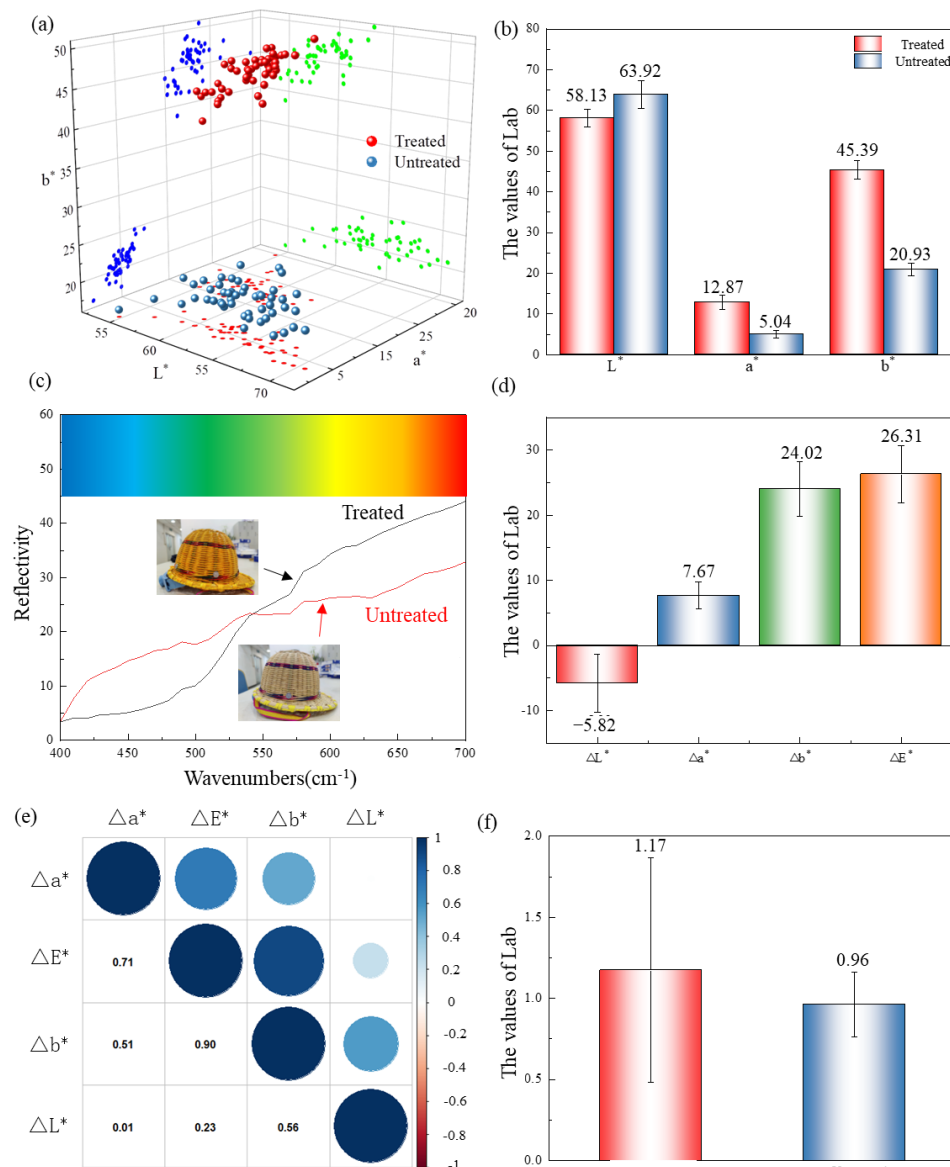 (a)
50
45
40
35
30
25
20
b*
Treated
Untreated
55
60
55
70
L*
5
15
25
20
a*
(b)
80
70
60
50
40
30
20
10
0
The values of Lab
Treated
Untreated
58.13
63.92
12.87
5.04
45.39
20.93
L*
a*
b*
(c)
60
50
40
30
20
10
0
Reflectivity
Treated
Untreated
400
450
500
550
600
650
700
Wavenumbers(cm-1)
(d)
30
20
10
0
-10
The values of Lab
−5.82
7.67
24.02
26.31
△L*
△a*
△b*
△E*
(e)
△a* △E* △b* △L*
△a*
△E* 0.71
△b* 0.51 0.90
△L* 0.01 0.23 0.56
1
0.8
0.6
0.4
0.2
0
-0.2
-0.4
-0.6
-0.8
-1
(f)
2.0
1.5
1.0
0.5
0.0
The values of Lab
1.17
0.96